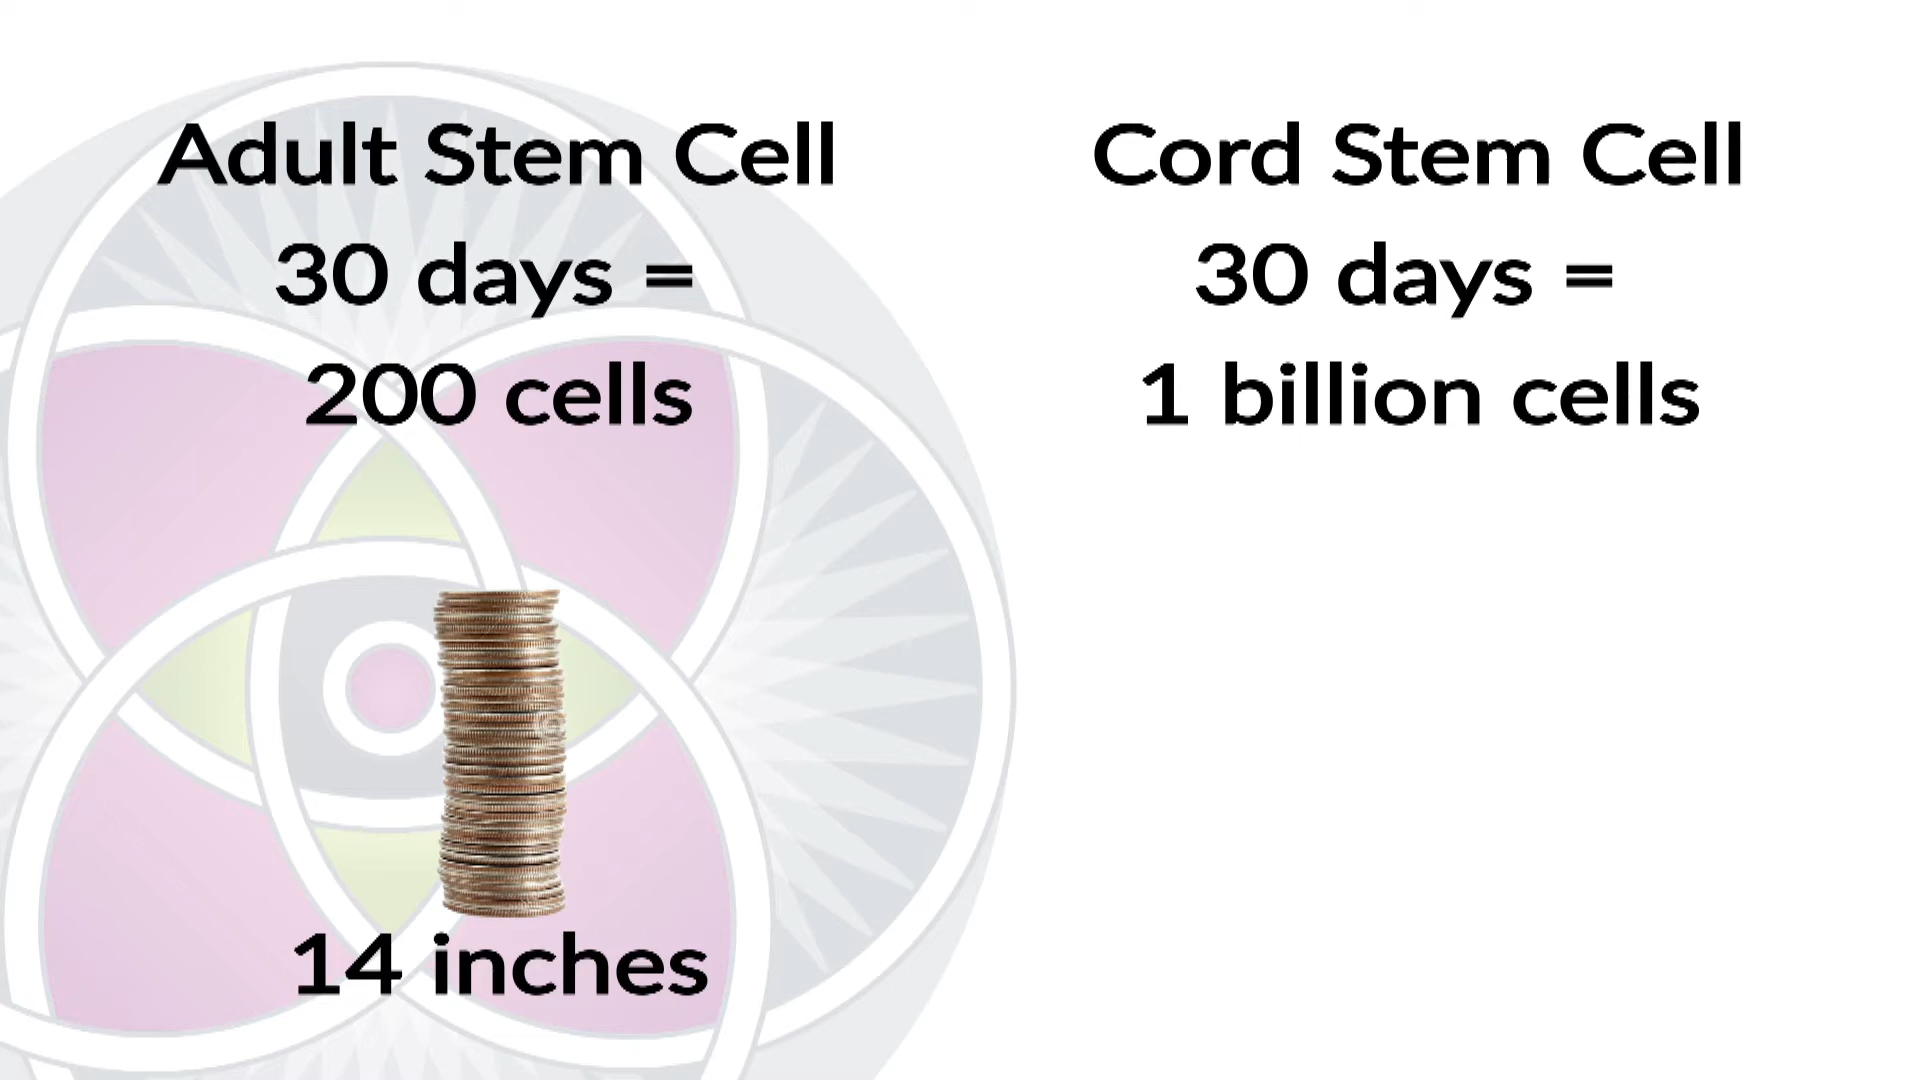 Adult Stem Cell
30 days =
200 cells
14 inches
Cord Stem Cell
30 days =
1 billion cells